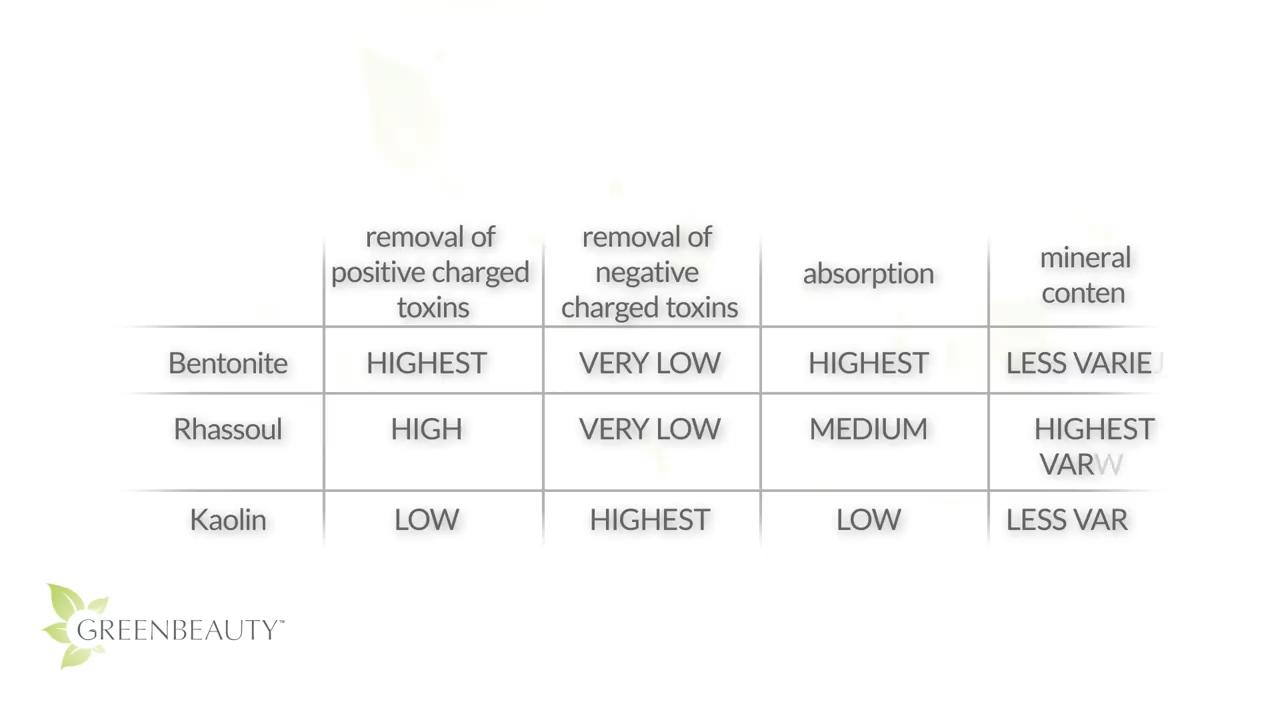 removal of
positive charged
toxins
removal of
negative
charged toxins
absorption
mineral
conten
Bentonite HIGHEST VERY LOW HIGHEST LESS VARIE
Rhassoul HIGH VERY LOW MEDIUM HIGHEST
VAR
Kaolin LOW HIGHEST LOW LESS VAR
GREENBEAUTY™